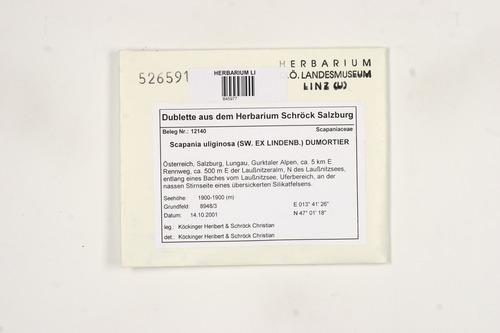 526591
HERBARIUM LI
845977
HERBARIUM
O.Ö. LANDESMUSEUM
LINZ (LI)
Dublette aus dem Herbarium Schröck Salzburg
Beleg Nr.: 12140
Scapaniaceae
Scapania uliginosa (SW. EX LINDENB.) DUMORTIER
Österreich, Salzburg, Lungau, Gurktaler Alpen, ca. 5 km E
Rennweg, ca. 500 m E der Laußnitzeralm, N des Laußnitzsees,
entlang eines Baches vom Laußnitzsee, Uferbereich, an der
nassen Stirnseite eines übersickerten Silikatfelsens.
Seehöhe: 1900-1900 (m)
E 013° 41' 26"
Grundfeld: 8948/3
N 47° 01' 18"
Datum: 14.10.2001
leg.: Köckinger Heribert & Schröck Christian
det.: Köckinger Heribert & Schröck Christian